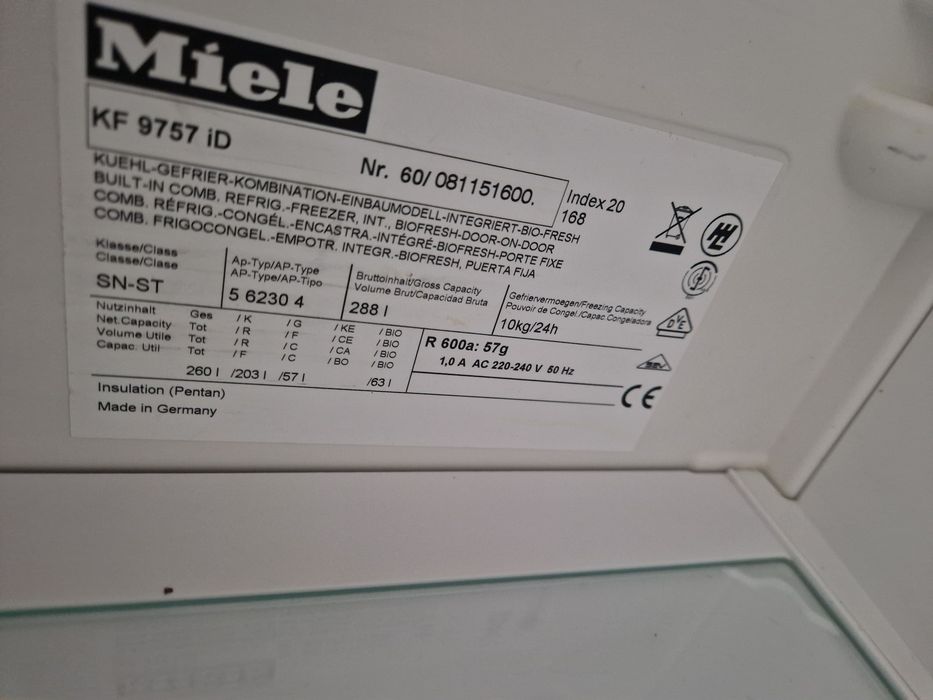 Miele
KF 9757 iD
Nr. 60/ 081151600.
Index 20
168
KUEHL-GEFRIER-KOMBINATION-EINBAUMODELL-INTEGRIERT-BIO-FRESH
BUILT-IN COMB. REFRIG.-FREEZER, INT., BIOFRESH-DOOR-ON-DOOR
COMB. RÉFRIG.-CONGÉL.-ENCASTRA.-INTÉGRÉ-BIOFRESH-PORTE FIXE
COMB. FRIGOCONGEL.-EMPOTR. INTEGR.-BIOFRESH, PUERTA FIJA
Klasse/Class
Classe/Clase
SN-ST
Ap-Typ/AP-Type
AP-Type/AP-Tipo
5 6230 4
Bruttoinhalt/Gross Capacity
Volume Brut/Capacidad Bruta
288 l
Gefriervermoegen/Freezing Capacity
Pouvoir de Congel./Capac.Congeladora
10kg/24h
Nutzinhalt Ges / K / G / KE / BIO
Net.Capacity Tot / R / F / CE / BIO
Volume Utile Tot / R / C / CA / BIO
Capac. Util Tot / F / C / BO / BIO
260 l /203 l /57 l /63 l
R 600a: 57g
1,0 A AC 220-240 V 50 Hz
Insulation (Pentan)
Made in Germany
DVE
SEV
CE